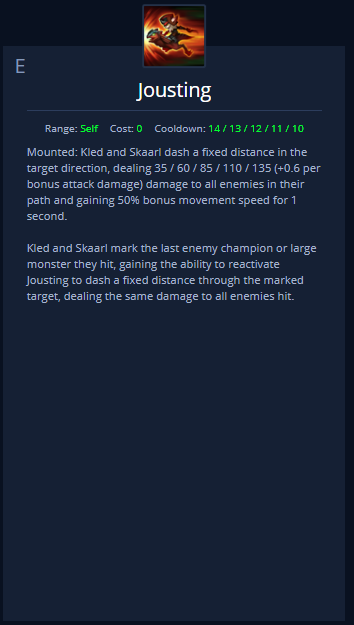 E
Jousting
Range: Self Cost: 0 Cooldown: 14 / 13 / 12 / 11 / 10
Mounted: Kled and Skaarl dash a fixed distance in the
target direction, dealing 35 / 60 / 85 / 110 / 135 (+0.6 per
bonus attack damage) damage to all enemies in their
path and gaining 50% bonus movement speed for 1
second.
Kled and Skaarl mark the last enemy champion or large
monster they hit, gaining the ability to reactivate
Jousting to dash a fixed distance through the marked
target, dealing the same damage to all enemies hit.